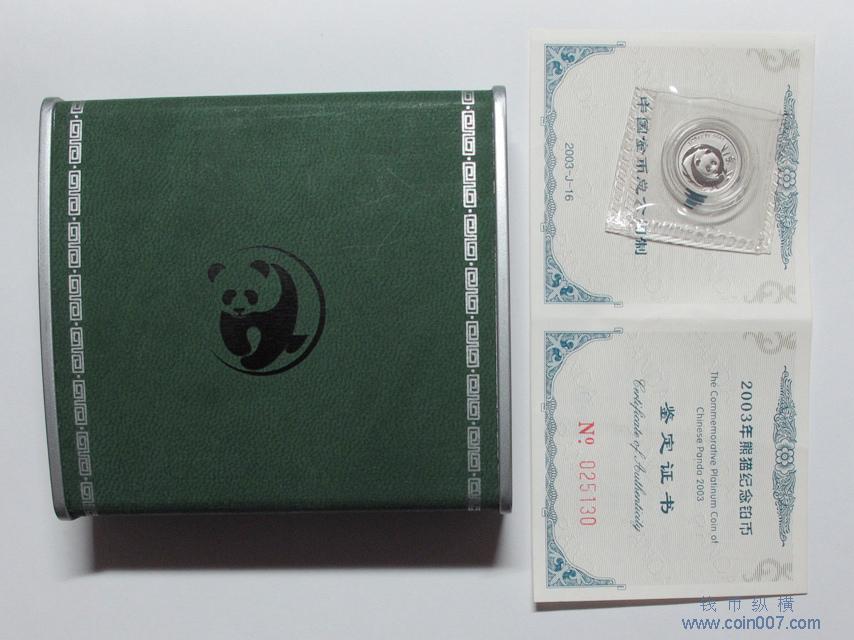 中国金币总公司制
2003-J-16
2003年熊猫纪念铂币
The Commemorative Platinum Coin of
Chinese Panda 2003
鉴定证书
Certificate of Authenticity
Nº 025130
钱币纵横
www.coin007.com